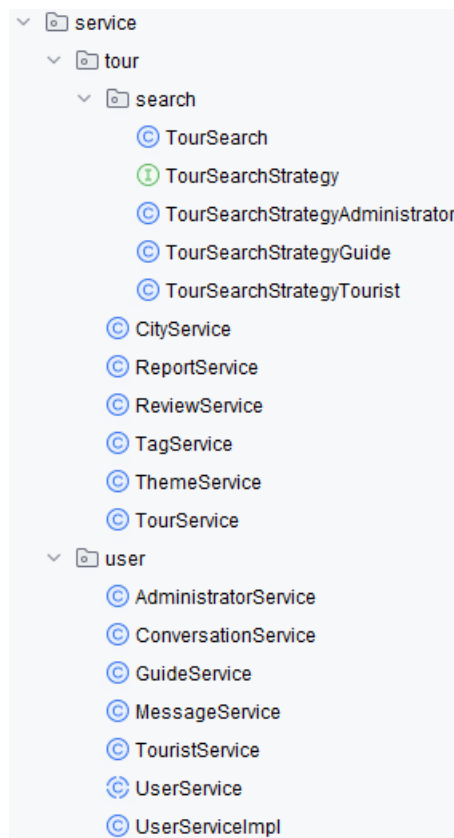 service
tour
search
TourSearch
TourSearchStrategy
TourSearchStrategyAdministrator
TourSearchStrategyGuide
TourSearchStrategyTourist
CityService
ReportService
ReviewService
TagService
ThemeService
TourService
user
AdministratorService
ConversationService
GuideService
MessageService
TouristService
UserService
UserServiceImpl